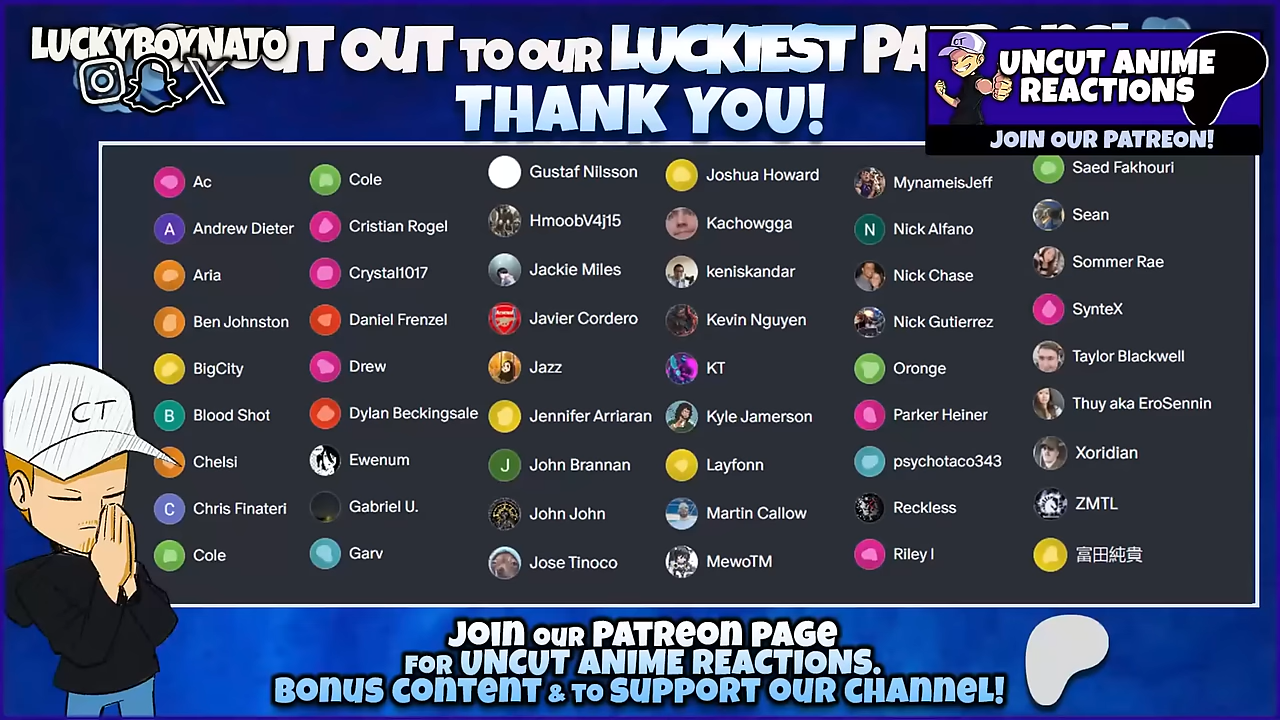 LUCKYBOYNATO
OUT TO OUR LUCKIEST
THANK YOU!
CT
UNCUT ANIME
REACTIONS
JOIN OUR PATREON!
Ac
Andrew Dieter
Aria
Ben Johnston
BigCity
B
Blood Shot
Chelsi
C
Chris Finateri
Cole
A
Cole
Cristian Rogel
Crystal1017
Daniel Frenzel
Drew
Dylan Beckingsale
Ewenum
Gabriel U.
Garv
Gustaf Nilsson
HmoobV4j15
Jackie Miles
Arsenal
Javier Cordero
Jazz
Jennifer Arriaran
J
John Brannan
John John
Jose Tinoco
Joshua Howard
Kachowgga
keniskandar
Kevin Nguyen
KT
Kyle Jamerson
Layfonn
Martin Callow
MewoTM
MynameisJeff
N
Nick Alfano
Nick Chase
Nick Gutierrez
Oronge
Parker Heiner
psychotaco343
Reckless
Riley l
Saed Fakhouri
Sean
Sommer Rae
SynteX
Taylor Blackwell
Thuy aka EroSennin
Xoridian
ZMTL
富田純貴
CT
JOIN OUR PATREON PAGE
FOR UNCUT ANIME REACTIONS.
BONUS CONTENT & TO SUPPORT OUR CHANNEL!